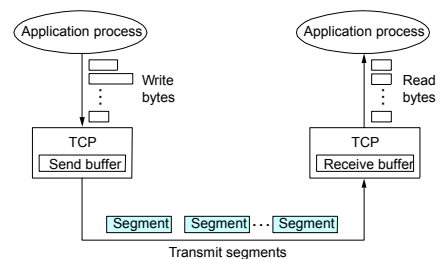 Application process
Application process
Write
bytes
Read
bytes
TCP
Send buffer
TCP
Receive buffer
Segment
Segment
Segment
Transmit segments